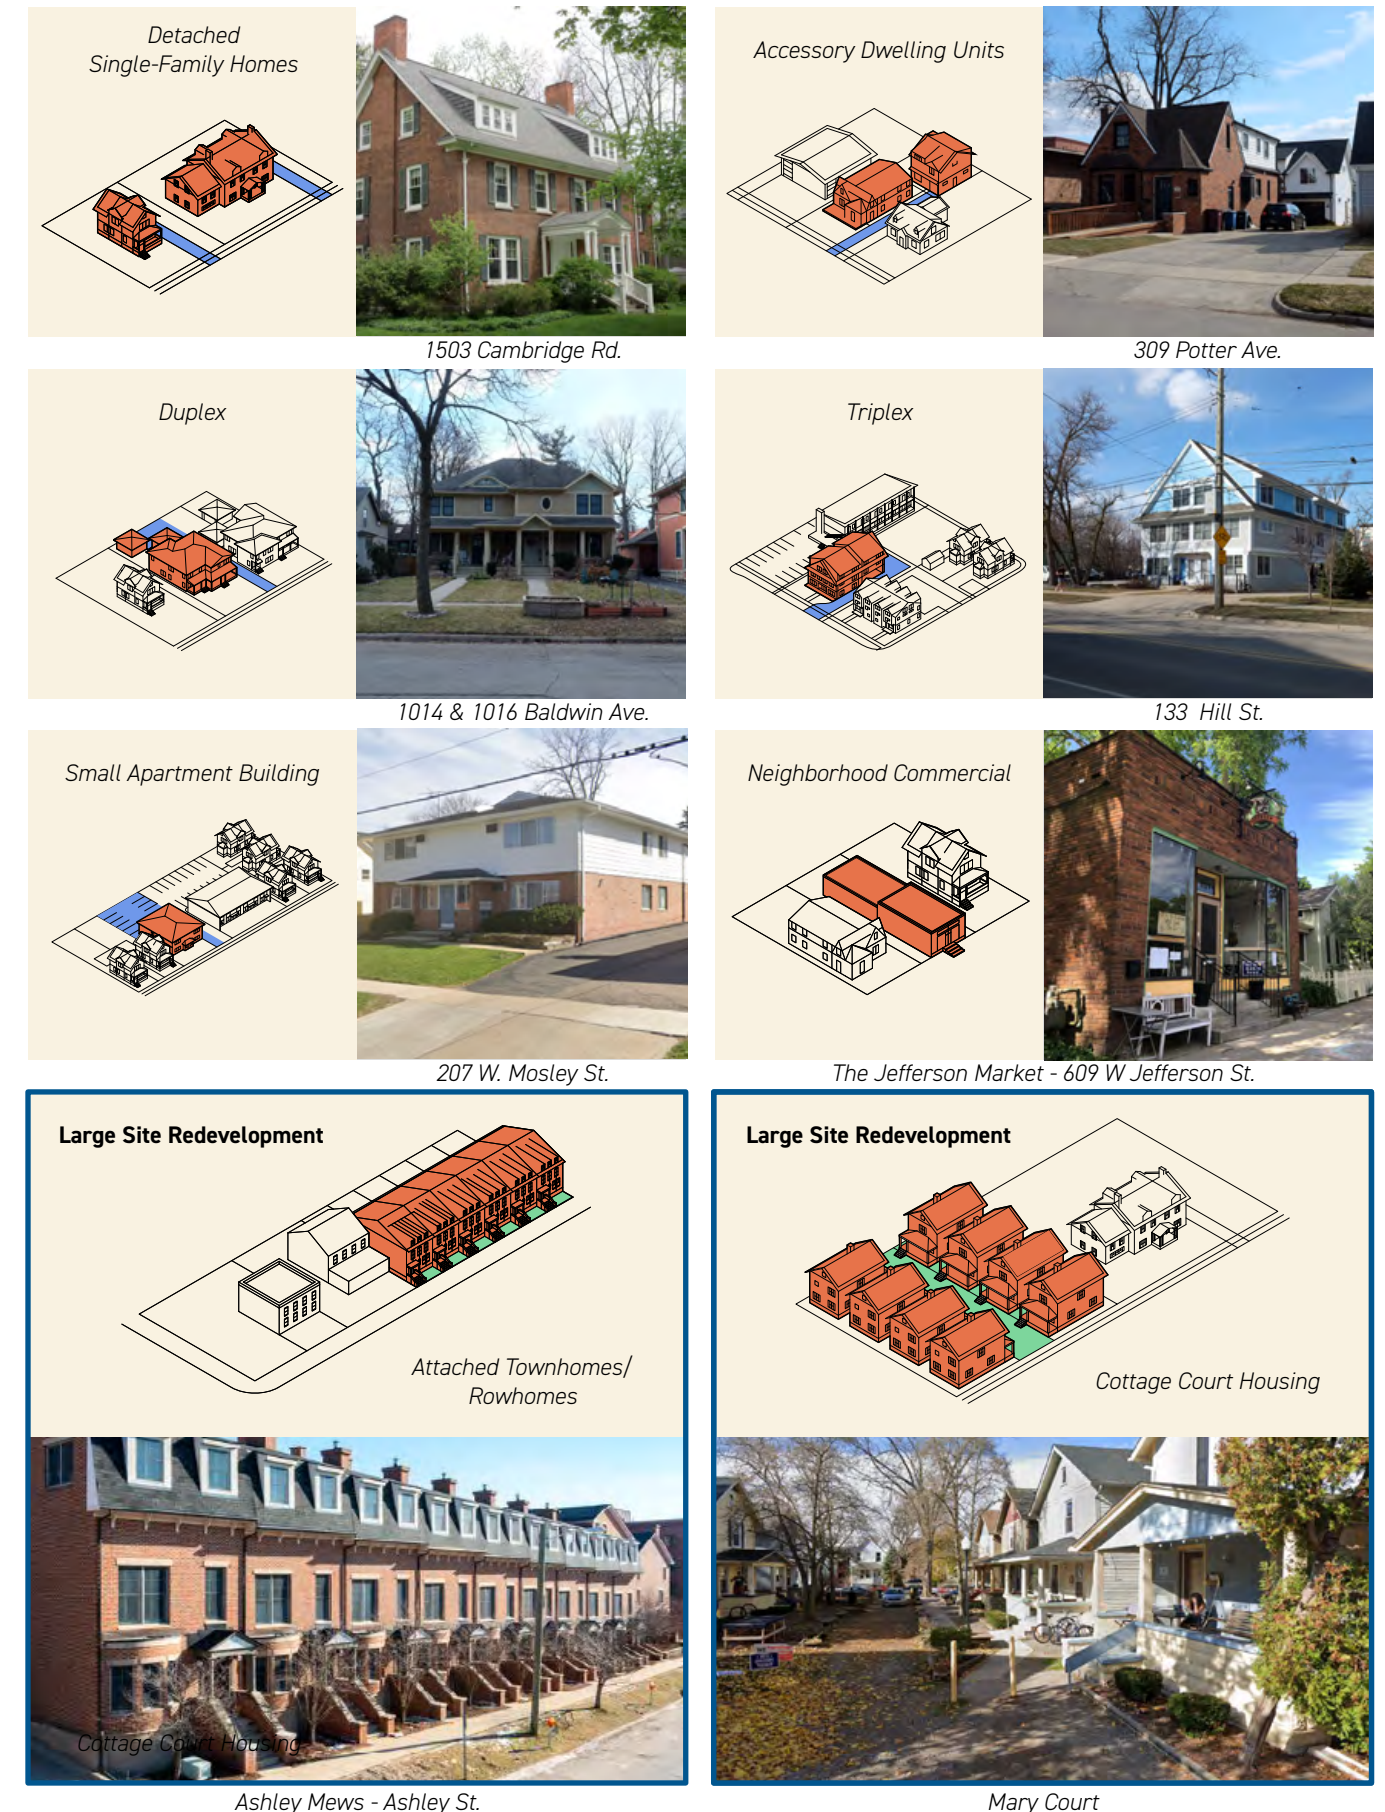 Detached
Single-Family Homes
Accessory Dwelling Units
1503 Cambridge Rd.
309 Potter Ave.
Duplex
Triplex
1014 & 1016 Baldwin Ave.
133 Hill St.
Small Apartment Building
Neighborhood Commercial
207 W. Mosley St.
The Jefferson Market - 609 W Jefferson St.
Large Site Redevelopment
Attached Townhomes/
Rowhomes
Large Site Redevelopment
Cottage Court Housing
Cottage Court Housing
Ashley Mews - Ashley St.
Mary Court